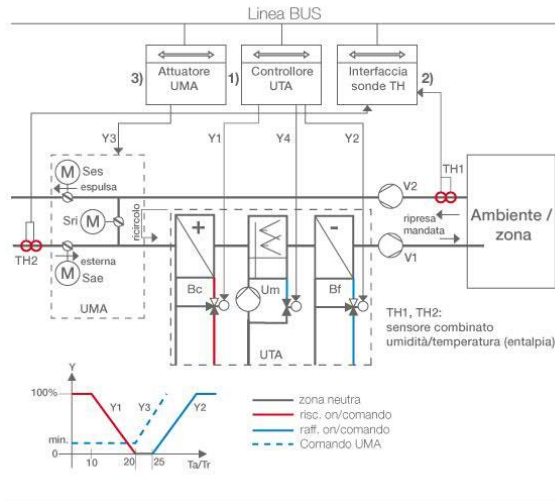 Linea BUS
3)
Attuatore
UMA
1)
Controllore
UTA
Interfaccia
sonde TH
2)
Y3
Y1
Y4
Y2
TH1
M
Ses
espulsa
V2
Sri
M
ricircolo
ripresa
mandata
Ambiente /
zona
TH2
esterna
M
Sae
UMA
+
-
V1
Bc
Um
Bf
UTA
TH1, TH2:
sensore combinato
umidità/temperatura (entalpia)
Y
100%
Y1
Y3
Y2
min.
10
20
25
Ta/Tr
zona neutra
risc. on/comando
raff. on/comando
Comando UMA